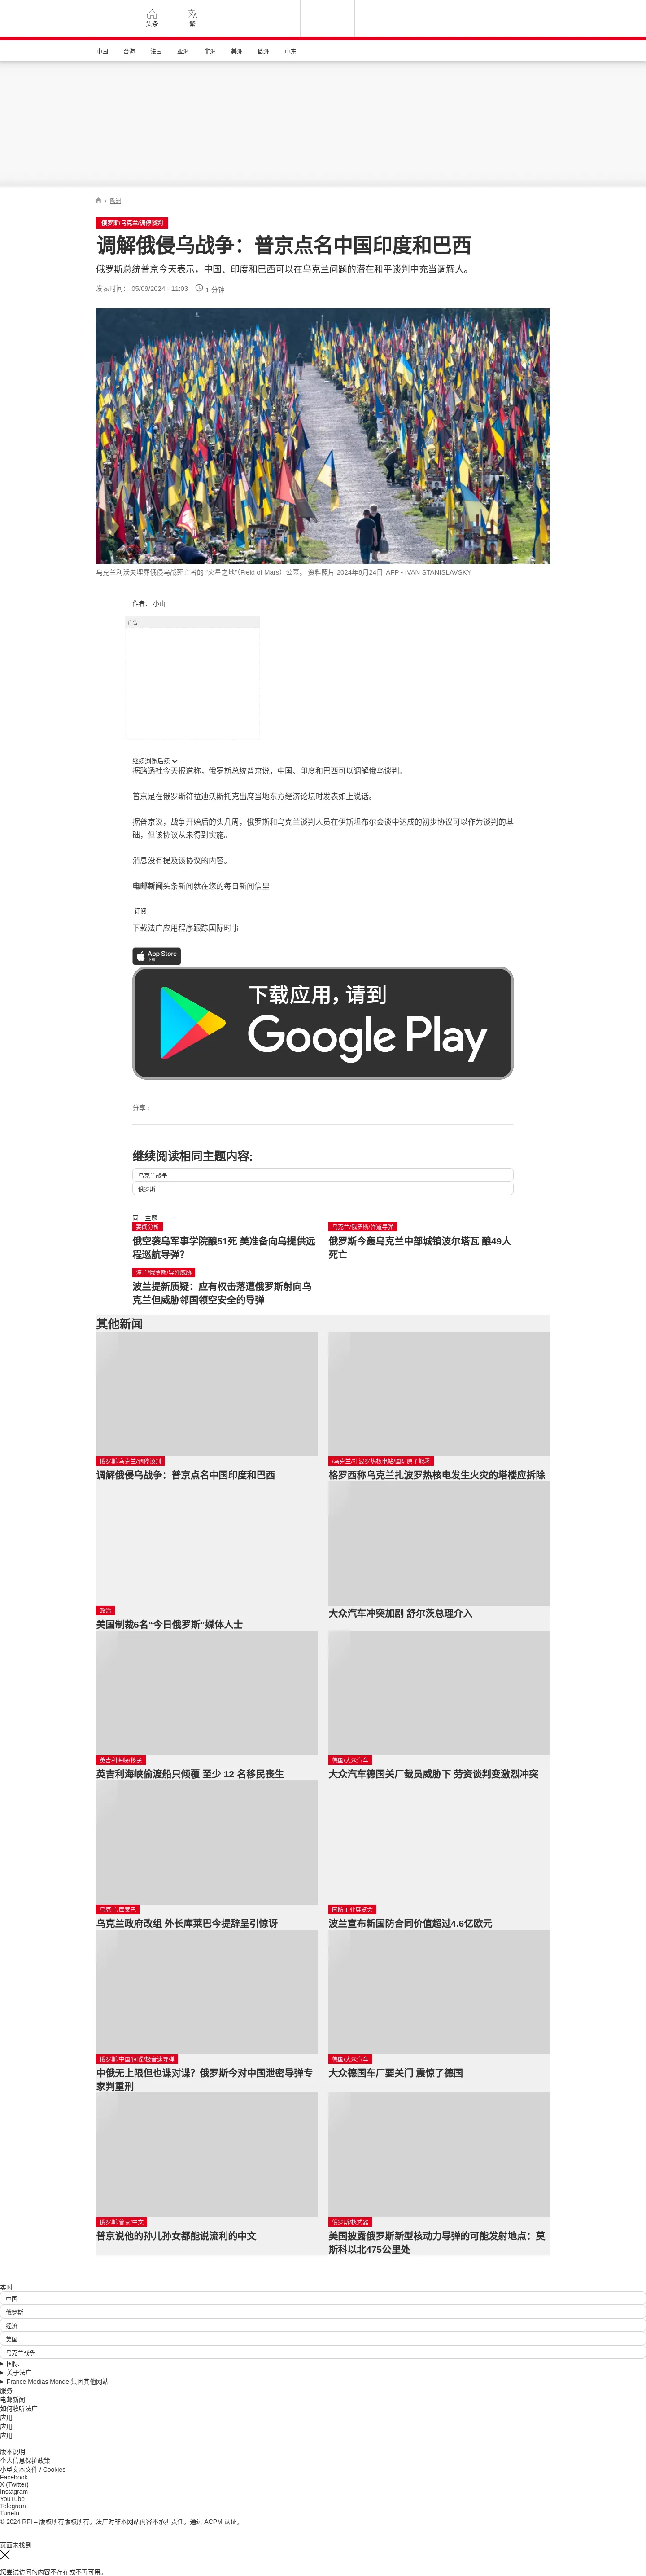 头条
繁
中国
台海
法国
亚洲
非洲
美洲
欧洲
中东
/ 欧洲
俄罗斯/乌克兰/调停谈判
调解俄侵乌战争：普京点名中国印度和巴西
俄罗斯总统普京今天表示，中国、印度和巴西可以在乌克兰问题的潜在和平谈判中充当调解人。
发表时间： 05/09/2024 - 11:03
1 分钟
乌克兰利沃夫埋葬俄侵乌战死亡者的 “火星之地”（Field of Mars）公墓。 资料照片 2024年8月24日 AFP - IVAN STANISLAVSKY
作者： 小山
广告
继续浏览后续
据路透社今天报道称，俄罗斯总统普京说，中国、印度和巴西可以调解俄乌谈判。
普京是在俄罗斯符拉迪沃斯托克出席当地东方经济论坛时发表如上说话。
据普京说，战争开始后的头几周，俄罗斯和乌克兰谈判人员在伊斯坦布尔会谈中达成的初步协议可以作为谈判的基
础，但该协议从未得到实施。
消息没有提及该协议的内容。
电邮新闻头条新闻就在您的每日新闻信里
订阅
下载法广应用程序跟踪国际时事
App Store
下载
下载应用，请到
Google Play
分享 :
继续阅读相同主题内容:
乌克兰战争
俄罗斯
同一主题
要闻分析
俄空袭乌军事学院酿51死 美准备向乌提供远
程巡航导弹？
乌克兰/俄罗斯/弹道导弹
俄罗斯今轰乌克兰中部城镇波尔塔瓦 酿49人
死亡
波兰/俄罗斯/导弹威胁
波兰提新质疑：应有权击落遭俄罗斯射向乌
克兰但威胁邻国领空安全的导弹
其他新闻
俄罗斯/乌克兰/调停谈判
调解俄侵乌战争：普京点名中国印度和巴西
/乌克兰/扎波罗热核电站/国际原子能署
格罗西称乌克兰扎波罗热核电发生火灾的塔楼应拆除
政治
美国制裁6名“今日俄罗斯”媒体人士
大众汽车冲突加剧 舒尔茨总理介入
英吉利海峡/移民
英吉利海峡偷渡船只倾覆 至少 12 名移民丧生
德国/大众汽车
大众汽车德国关厂裁员威胁下 劳资谈判变激烈冲突
乌克兰/库莱巴
乌克兰政府改组 外长库莱巴今提辞呈引惊讶
国防工业展览会
波兰宣布新国防合同价值超过4.6亿欧元
俄罗斯/中国/间谍/极音速导弹
中俄无上限但也谍对谍？俄罗斯今对中国泄密导弹专
家判重刑
德国/大众汽车
大众德国车厂要关门 震惊了德国
俄罗斯/普京/中文
普京说他的孙儿孙女都能说流利的中文
俄罗斯/核武器
美国披露俄罗斯新型核动力导弹的可能发射地点：莫
斯科以北475公里处
实时
中国
俄罗斯
经济
美国
乌克兰战争
国际
关于法广
France Médias Monde 集团其他网站
服务
电邮新闻
如何收听法广
应用
应用
应用
版本说明
个人信息保护政策
小型文本文件 / Cookies
Facebook
X (Twitter)
Instagram
YouTube
Telegram
TuneIn
© 2024 RFI – 版权所有版权所有。法广对非本网站内容不承担责任。通过 ACPM 认证。
页面未找到
您尝试访问的内容不存在或不再可用。